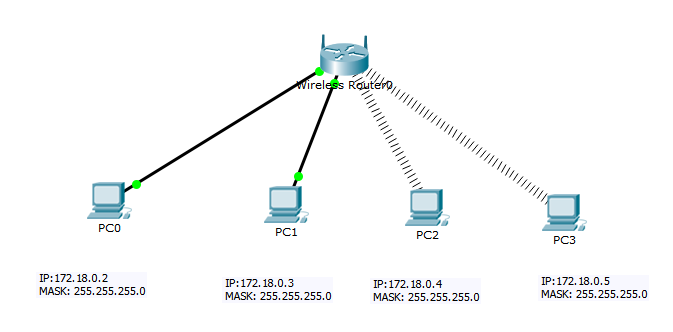 Wireless Router0
PC0
PC1
PC2
PC3
IP:172.18.0.2
MASK: 255.255.255.0
IP:172.18.0.3
MASK: 255.255.255.0
IP:172.18.0.4
MASK: 255.255.255.0
IP:172.18.0.5
MASK: 255.255.255.0